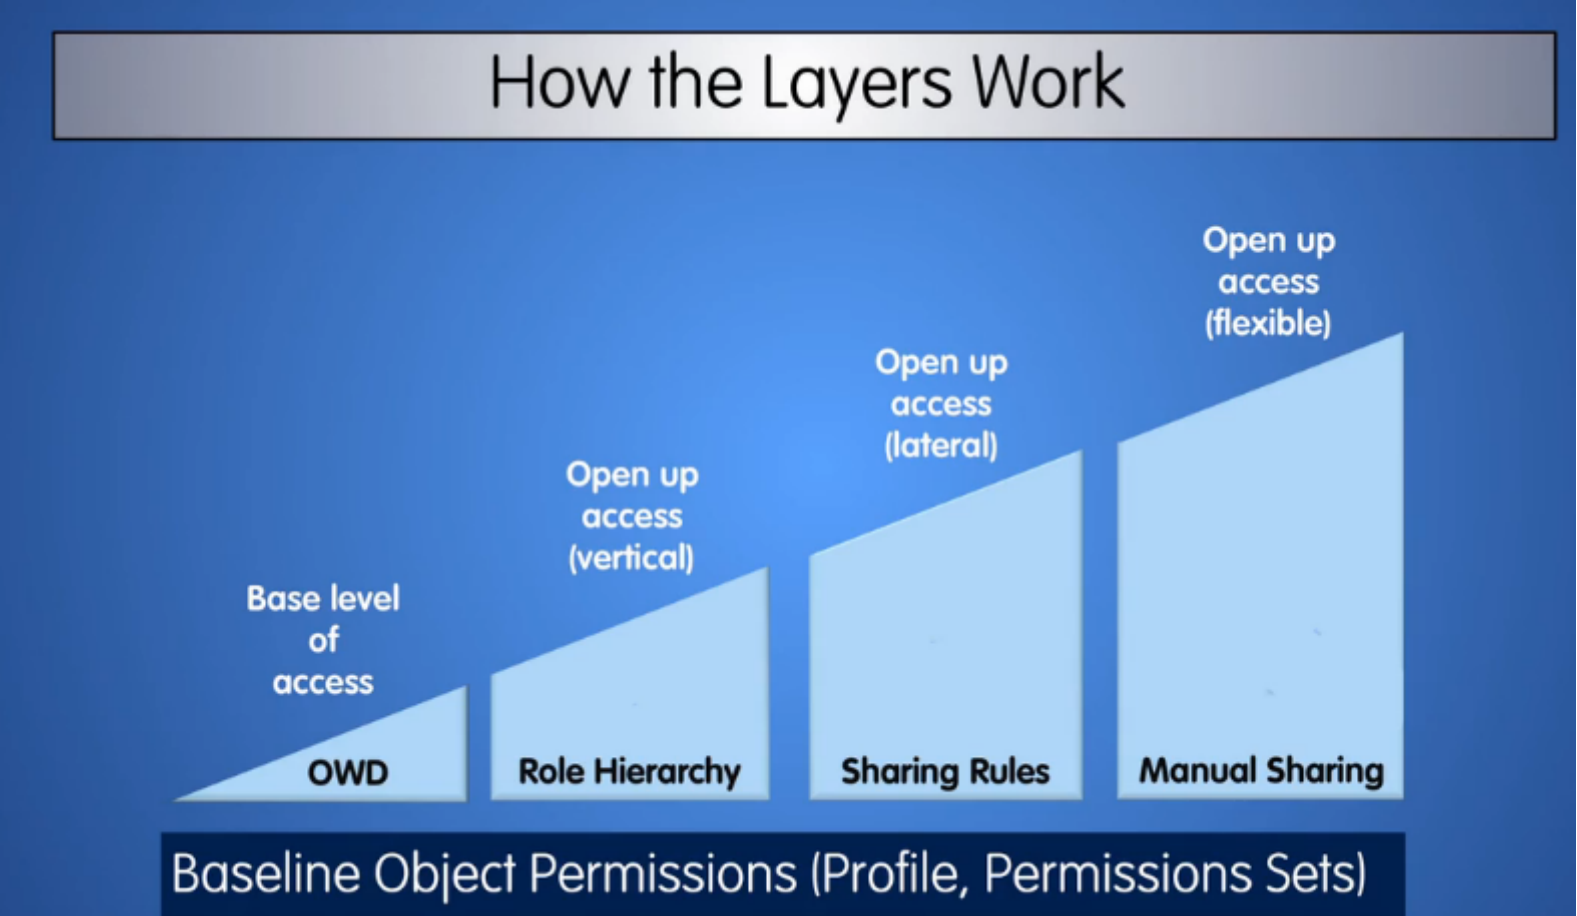 How the Layers Work
Open up
access
(flexible)
Open up
access
(lateral)
Open up
access
(vertical)
Base level
of
access
OWD
Role Hierarchy
Sharing Rules
Manual Sharing
Baseline Object Permissions (Profile, Permissions Sets)